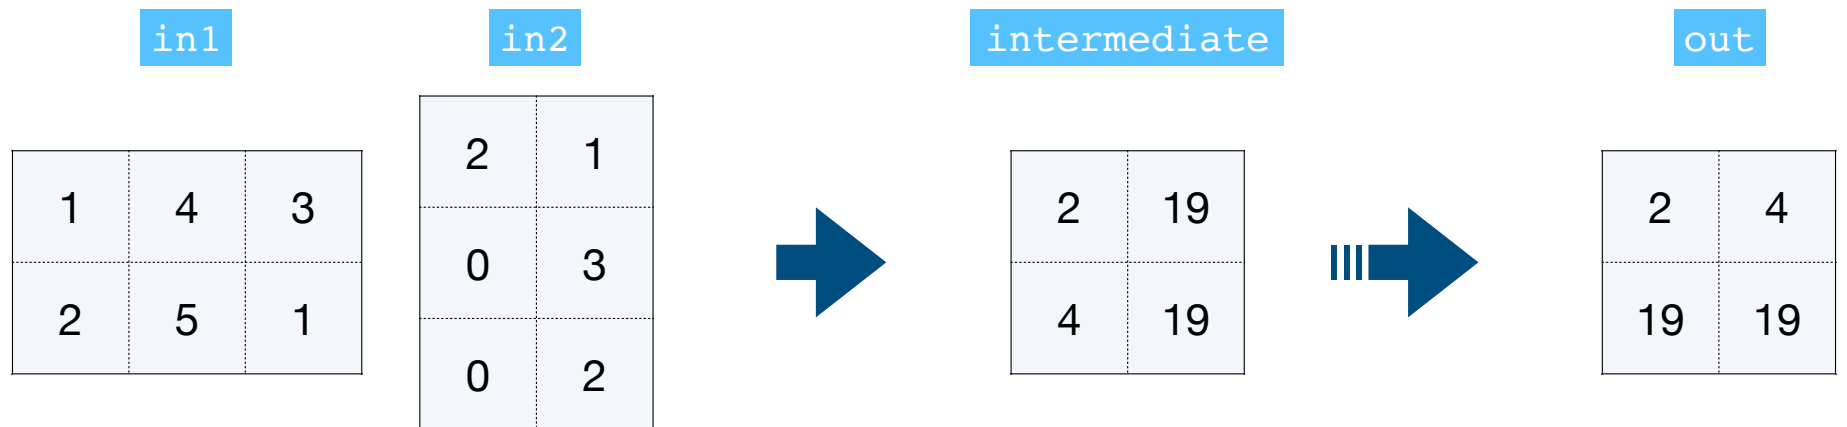 in1 in2 intermediate out
2 1
1 4 3 2 19 2 4
0 3
2 5 1 4 19 19 19
0 2